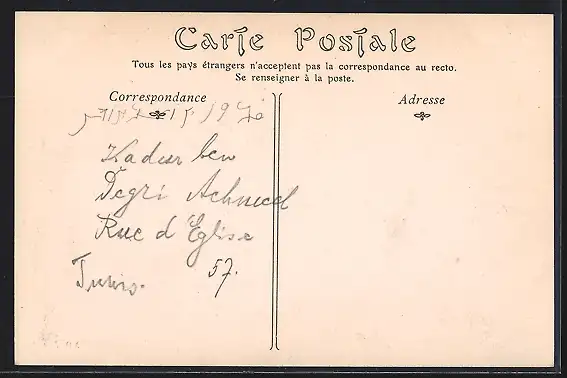 Carte Postale
Tous les pays étrangers n'acceptent pas la correspondance au recto.
Se renseigner à la poste.
Correspondance
Adresse
Kadur ben
Degri Achmed
Rue d'Eglise
57.
Tunis.